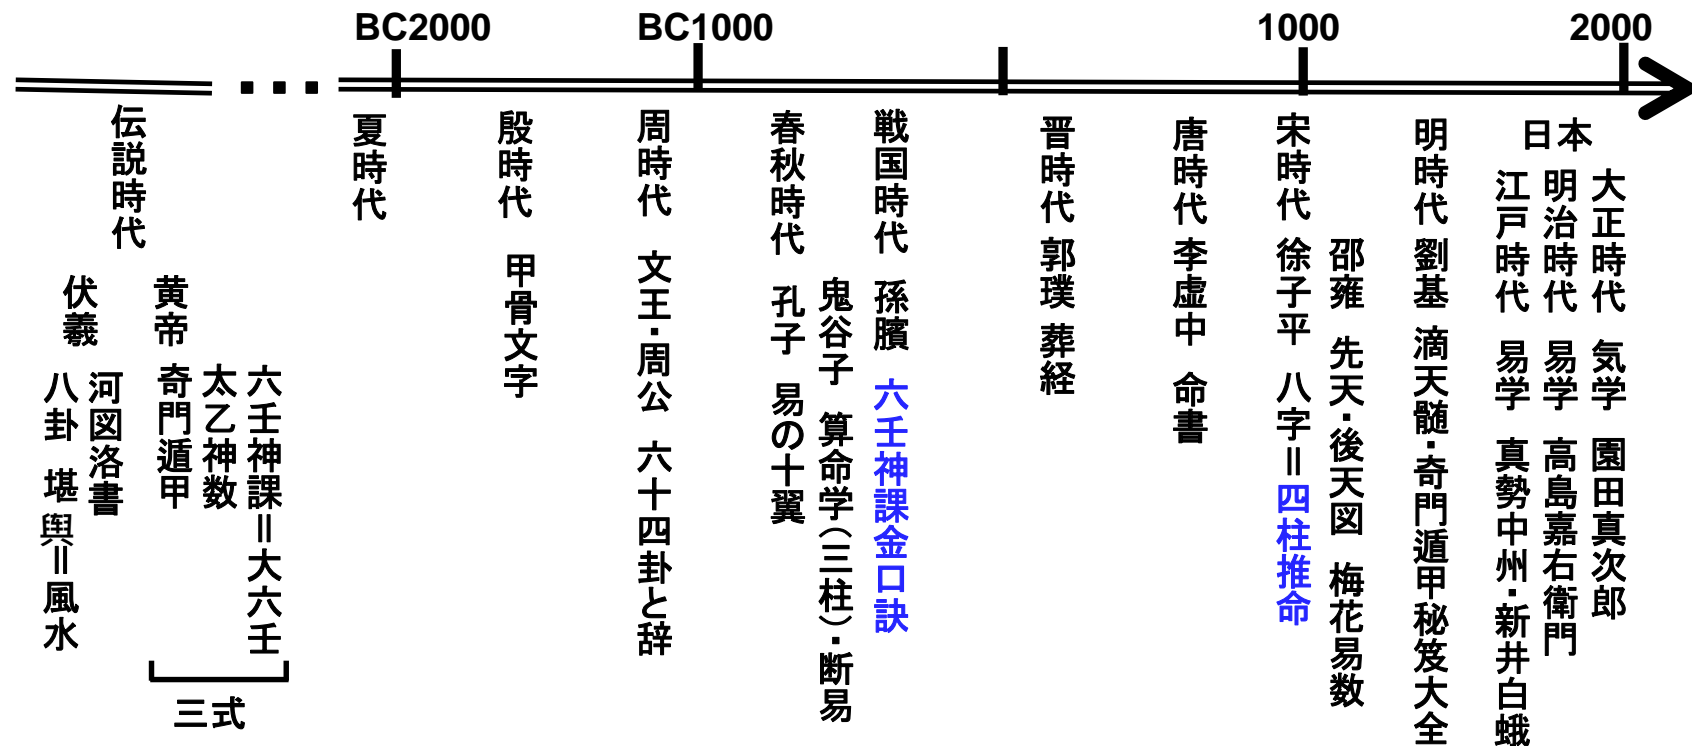 BC2000
BC1000
1000
2000
伝説時代
伏羲
八卦 堪輿=風水
河図洛書
黄帝
奇門遁甲
太乙神数
六壬神課=大六壬
三式
夏時代
殷時代
甲骨文字
周時代
文王・周公 六十四卦と辞
春秋時代
孔子 易の十翼
鬼谷子 算命学(三柱)・断易
戦国時代
孫臏 六壬神課金口訣
晋時代
郭璞 葬経
唐時代
李虚中 命書
宋時代
徐子平 八字=四柱推命
邵雍 先天・後天図 梅花易数
明時代
劉基 滴天髄・奇門遁甲秘笈大全
日本
江戸時代 易学 真勢中州・新井白蛾
明治時代 易学 高島嘉右衛門
大正時代 気学 園田真次郎